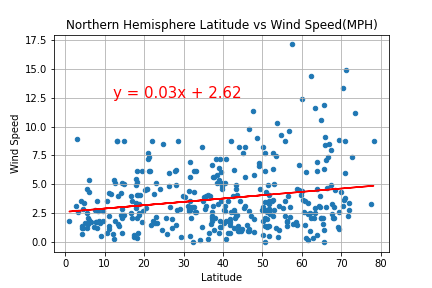 Northern Hemisphere Latitude vs Wind Speed(MPH)
17.5
15.0
12.5
10.0
7.5
5.0
2.5
0.0
Wind Speed
y = 0.03x + 2.62
0 10 20 30 40 50 60 70 80
Latitude